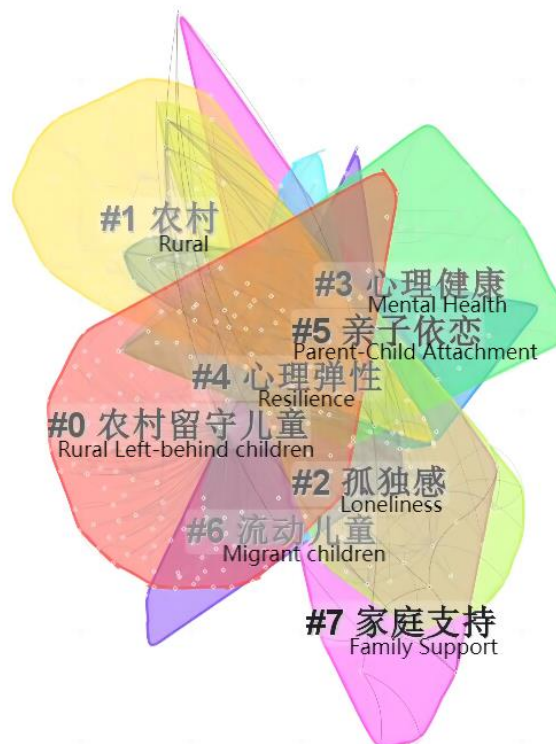 #1 农村
Rural
#3 心理健康
Mental Health
#5 亲子依恋
Parent-Child Attachment
#4 心理弹性
Resilience
#0 农村留守儿童
Rural Left-behind children
#2 孤独感
Loneliness
#6 流动儿童
Migrant children
#7 家庭支持
Family Support